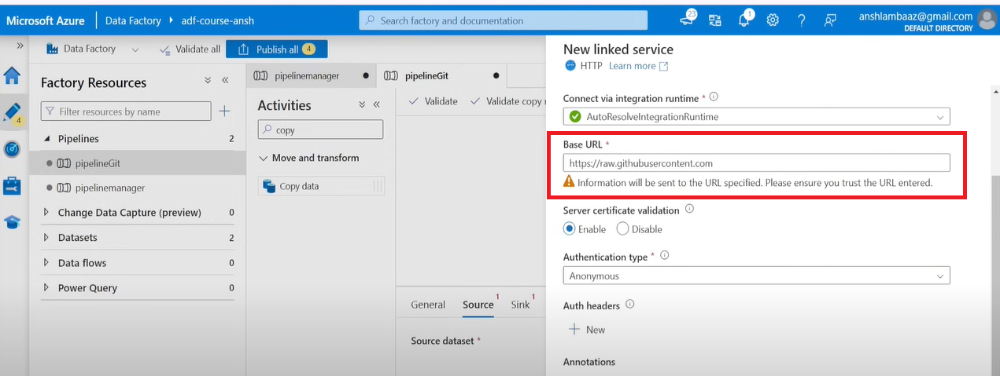 Microsoft Azure
Data Factory
adf-course-ansh
Search factory and documentation
23
1
anshlambaaz@gmail.com
DEFAULT DIRECTORY
Data Factory
Validate all
Publish all 4
4
Factory Resources
Filter resources by name
Pipelines 2
pipelineGit
pipelinemanager
Change Data Capture (preview) 0
Datasets 2
Data flows 0
Power Query 0
pipelinemanager
pipelineGit
Activities
copy
Move and transform
Copy data
Validate
Validate copy
General
Source 1
Sink 1
Source dataset *
New linked service
HTTP Learn more
Connect via integration runtime *
AutoResolveIntegrationRuntime
Base URL *
https://raw.githubusercontent.com
Information will be sent to the URL specified. Please ensure you trust the URL entered.
Server certificate validation
Enable Disable
Authentication type *
Anonymous
Auth headers
New
Annotations